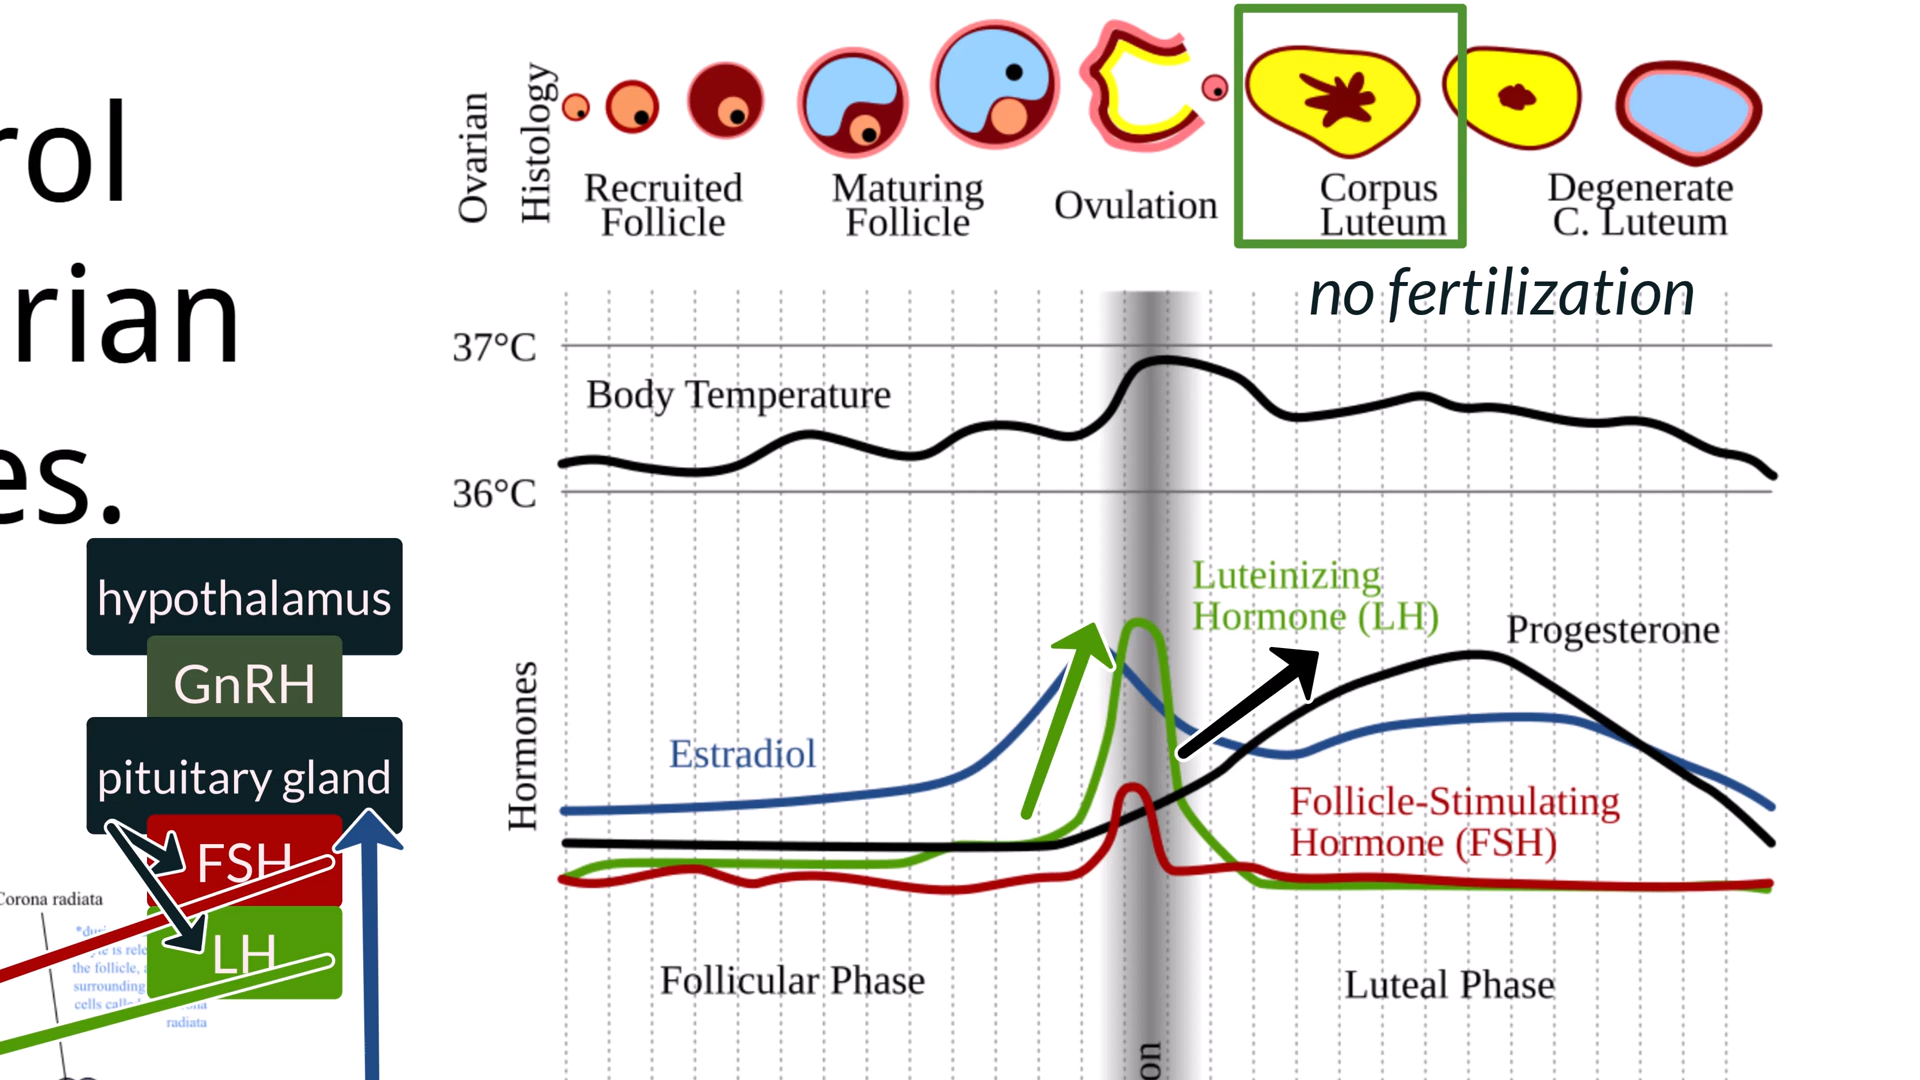 rol
rian
es.
Ovarian
Histology
Recruited
Follicle
Maturing
Follicle
Ovulation
Corpus
Luteum
Degenerate
C. Luteum
no fertilization
37°C
Body Temperature
36°C
hypothalamus
GnRH
pituitary gland
FSH
LH
Corona radiata
the follicle,
surrounding
cells
radiata
Hormones
Estradiol
Luteinizing
Hormone (LH)
Progesterone
Follicle-Stimulating
Hormone (FSH)
Follicular Phase
Luteal Phase
on